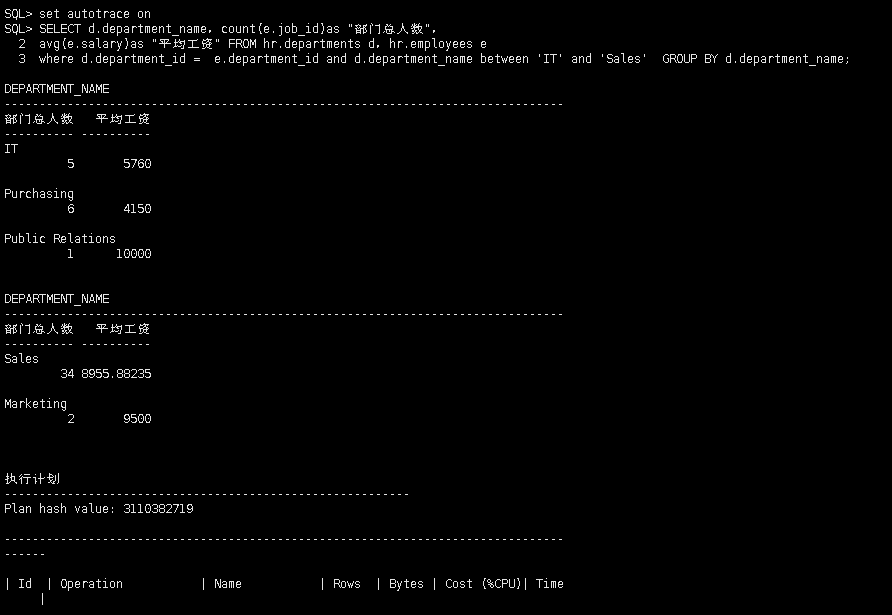 SQL> set autotrace on
SQL> SELECT d.department_name, count(e.job_id)as "部门总人数",
  2  avg(e.salary)as "平均工资" FROM hr.departments d, hr.employees e
  3  where d.department_id =  e.department_id and d.department_name between 'IT' and 'Sales'  GROUP BY d.department_name;
DEPARTMENT_NAME
--------------------------------------------------------------------------------
部门总人数   平均工资
---------- ----------
IT
         5       5760
Purchasing
         6       4150
Public Relations
         1      10000
DEPARTMENT_NAME
--------------------------------------------------------------------------------
部门总人数   平均工资
---------- ----------
Sales
        34 8955.88235
Marketing
         2       9500
执行计划
----------------------------------------------------------
Plan hash value: 3110382719
--------------------------------------------------------------------------------
------
| Id  | Operation           | Name           | Rows  | Bytes | Cost (%CPU)| Time
     |